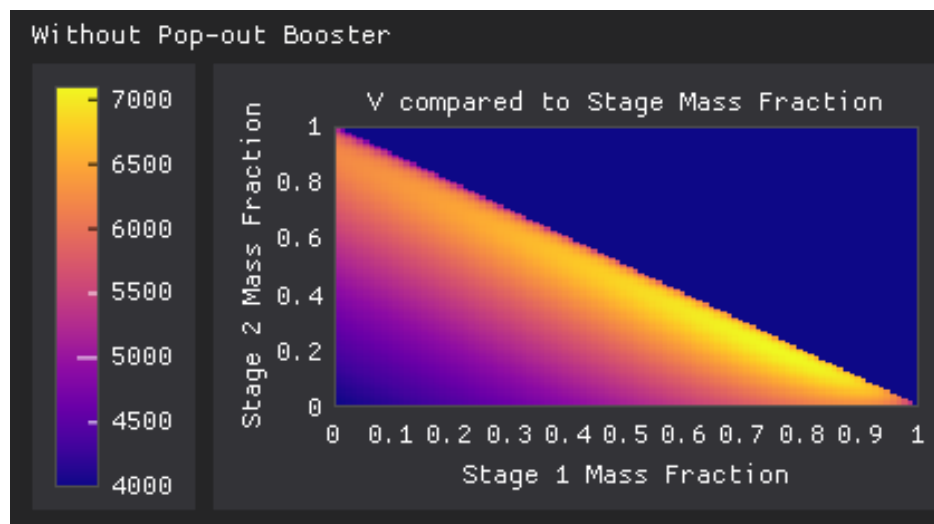 Without Pop-out Booster
7000
6500
6000
5500
5000
4500
4000
V compared to Stage Mass Fraction
Stage 2 Mass Fraction
1
0.8
0.6
0.4
0.2
0
0 0.1 0.2 0.3 0.4 0.5 0.6 0.7 0.8 0.9 1
Stage 1 Mass Fraction